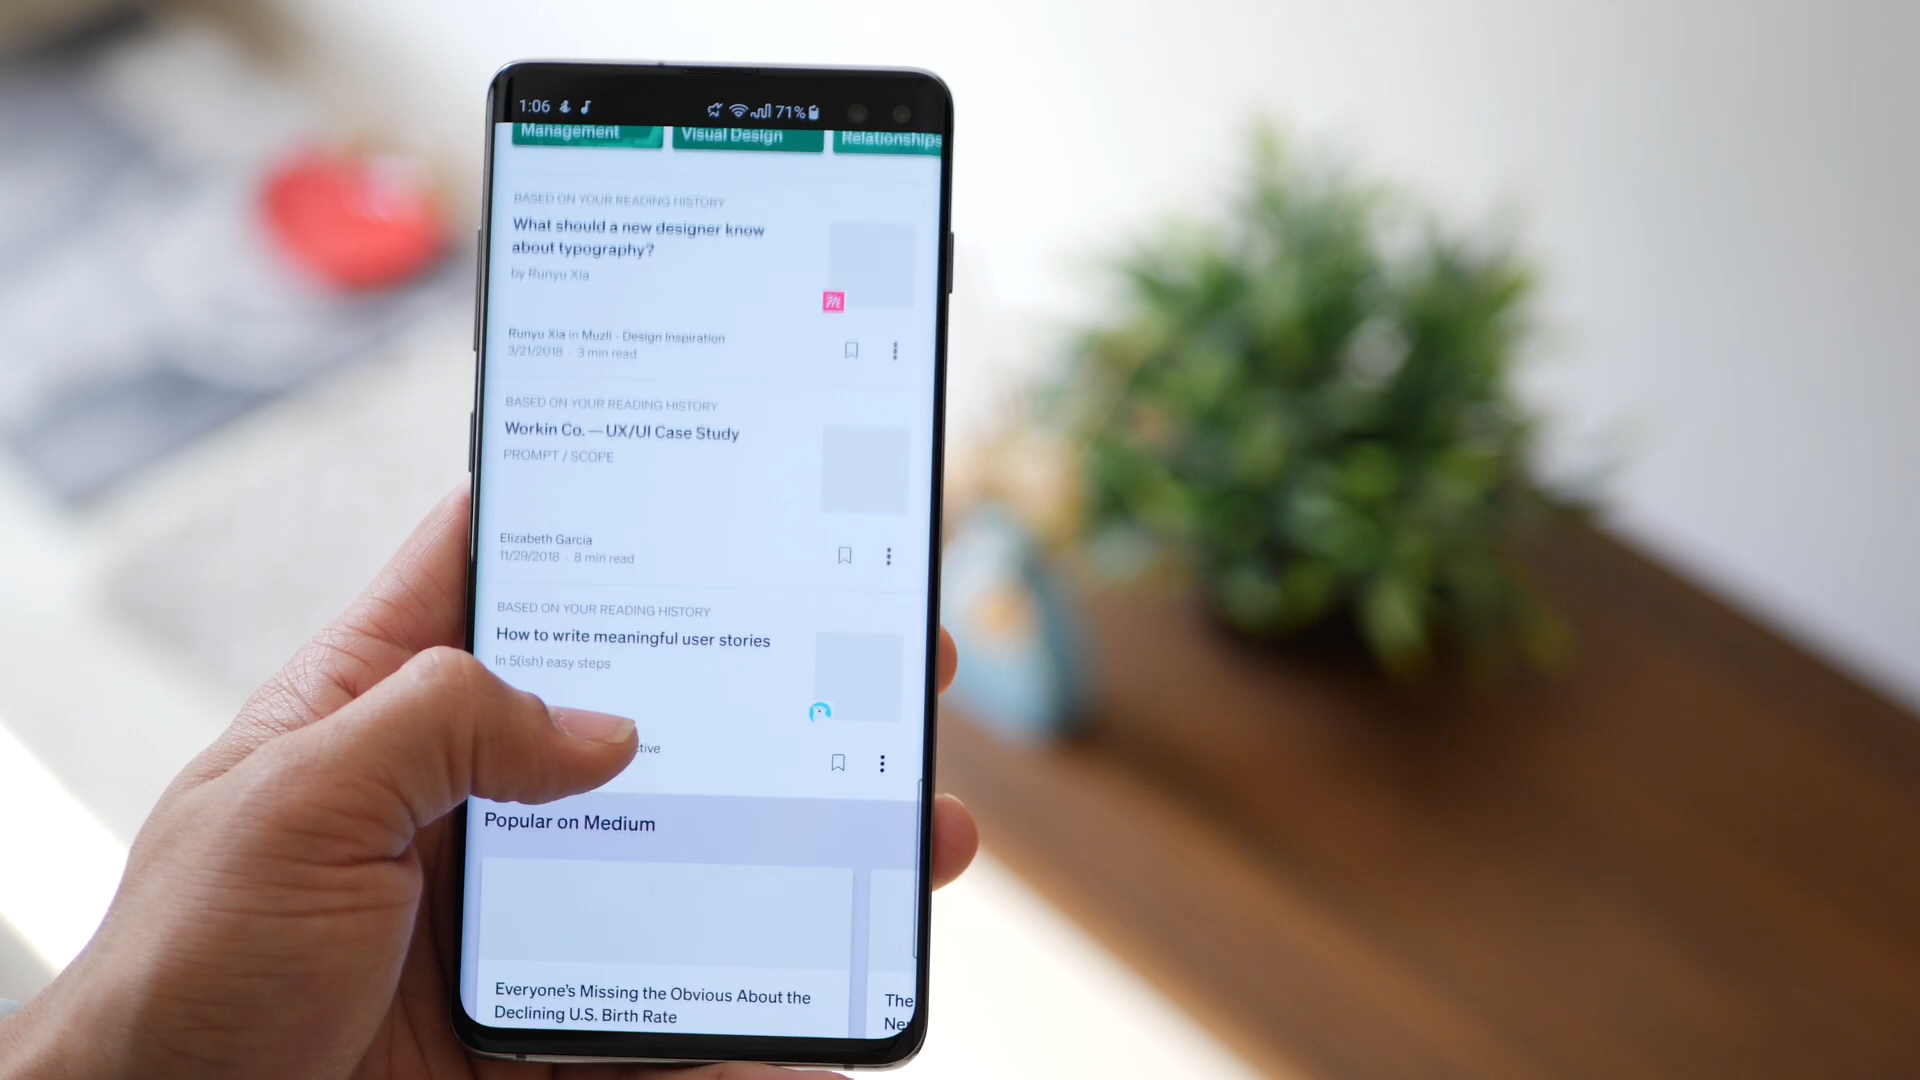 1:06
71%
Management
Visual Design
Relationships
BASED ON YOUR READING HISTORY
What should a new designer know
about typography?
by Runyu Xia
Runyu Xia in Muzli - Design Inspiration
3/21/2018 · 3 min read
BASED ON YOUR READING HISTORY
Workin Co. — UX/UI Case Study
PROMPT / SCOPE
Elizabeth Garcia
11/29/2018 · 8 min read
BASED ON YOUR READING HISTORY
How to write meaningful user stories
In 5(ish) easy steps
ctive
Popular on Medium
Everyone's Missing the Obvious About the
Declining U.S. Birth Rate
The